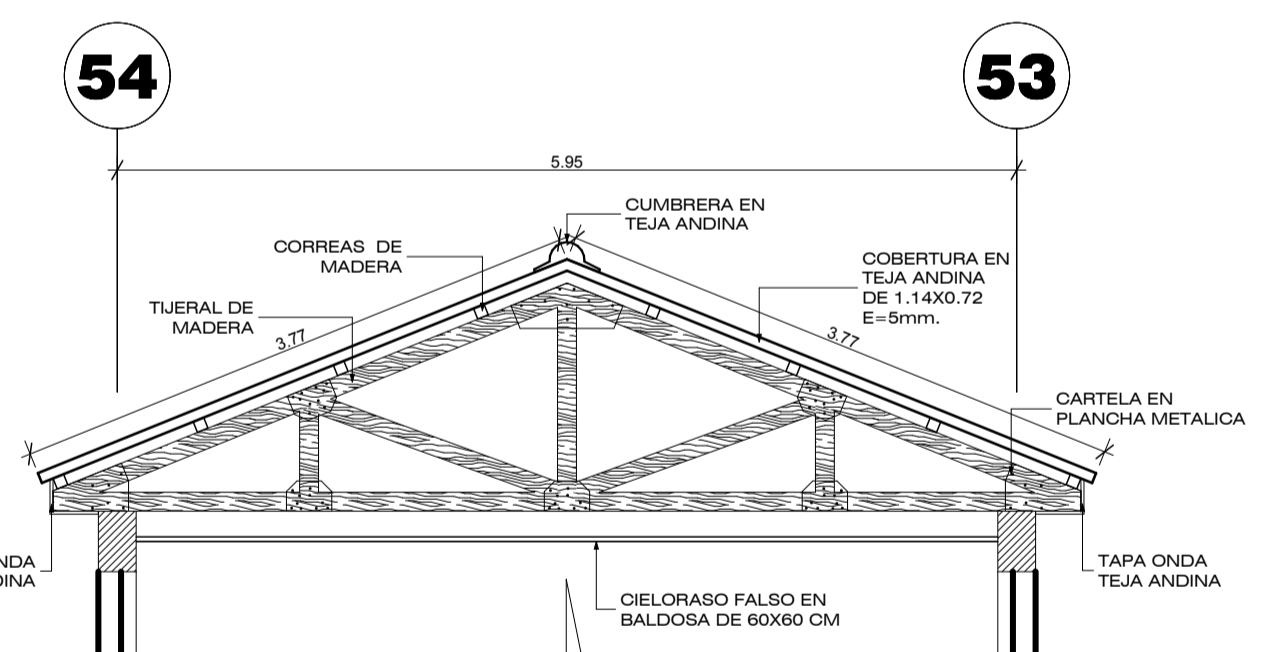 54
53
5.95
CUMBRERA EN
TEJA ANDINA
CORREAS DE
MADERA
COBERTURA EN
TEJA ANDINA
DE 1.14X0.72
E=5mm.
TIJERAL DE
MADERA
3.77
3.77
CARTELA EN
PLANCHA METALICA
TAPA ONDA
TEJA ANDINA
CIELORASO FALSO EN
BALDOSA DE 60X60 CM